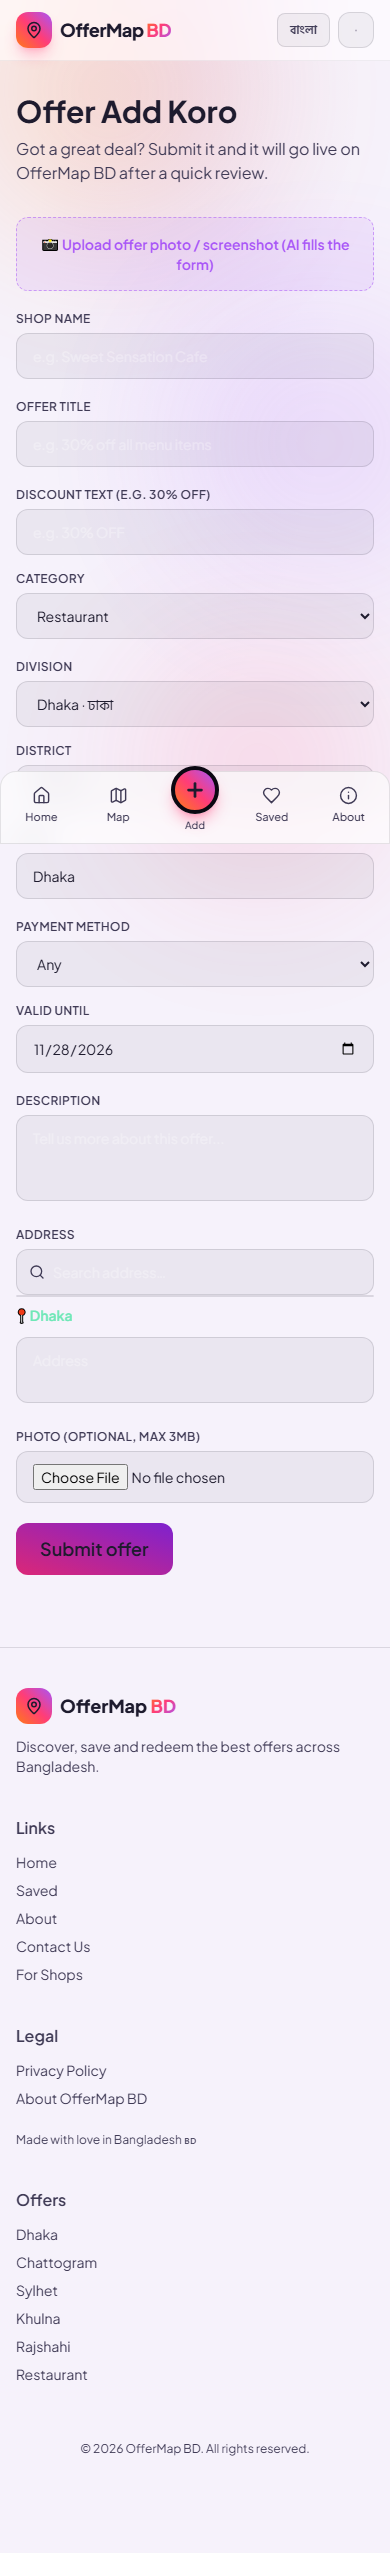 OfferMap BD
বাংলা
Offer Add Koro
Got a great deal? Submit it and it will go live on
OfferMap BD after a quick review.
📸 Upload offer photo / screenshot (AI fills the
form)
SHOP NAME
e.g. Sweet Sensation Cafe
OFFER TITLE
e.g. 30% off all menu items
DISCOUNT TEXT (E.G. 30% OFF)
e.g. 30% OFF
CATEGORY
Restaurant
DIVISION
Dhaka · ঢাকা
DISTRICT
Home
Map
Add
Saved
About
Dhaka
PAYMENT METHOD
Any
VALID UNTIL
11/28/2026
DESCRIPTION
Tell us more about this offer...
ADDRESS
Search address...
📍 Dhaka
Address
PHOTO (OPTIONAL, MAX 3MB)
Choose File No file chosen
Submit offer
OfferMap BD
Discover, save and redeem the best offers across
Bangladesh.
Links
Home
Saved
About
Contact Us
For Shops
Legal
Privacy Policy
About OfferMap BD
Made with love in Bangladesh BD
Offers
Dhaka
Chattogram
Sylhet
Khulna
Rajshahi
Restaurant
© 2026 OfferMap BD. All rights reserved.